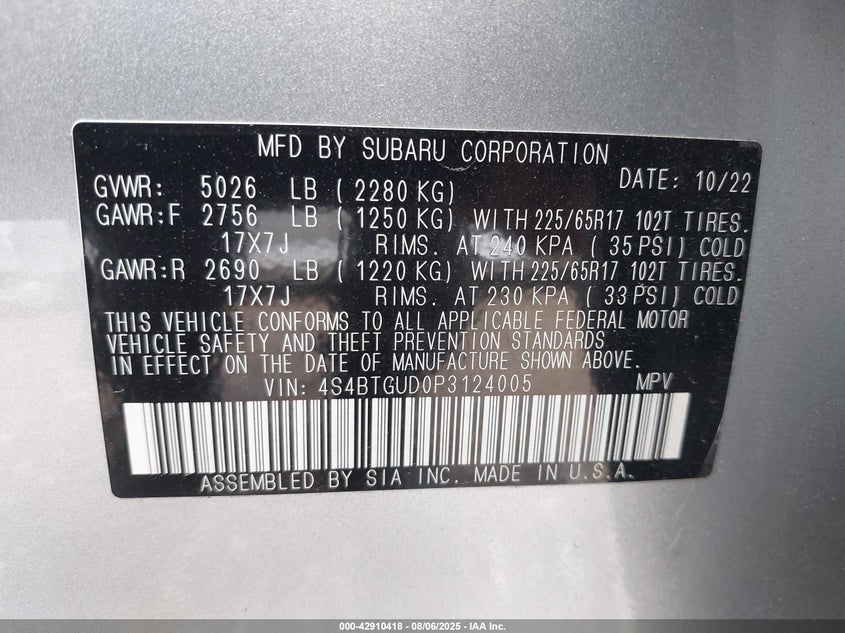 MFD BY SUBARU CORPORATION
DATE: 10/22
GVWR: 5026 LB ( 2280 KG)
GAWR:F 2756 LB ( 1250 KG) WITH 225/65R17 102T TIRES.
17X7J RIMS. AT 240 KPA ( 35 PSI) COLD
GAWR:R 2690 LB ( 1220 KG) WITH 225/65R17 102T TIRES.
17X7J RIMS. AT 230 KPA ( 33 PSI) COLD
THIS VEHICLE CONFORMS TO ALL APPLICABLE FEDERAL MOTOR
VEHICLE SAFETY AND THEFT PREVENTION STANDARDS
IN EFFECT ON THE DATE OF MANUFACTURE SHOWN ABOVE.
VIN: 4S4BTGUD0P3124005 MPV
ASSEMBLED BY SIA INC. MADE IN U.S.A.
000-42910418 - 08/06/2025 - IAA Inc.